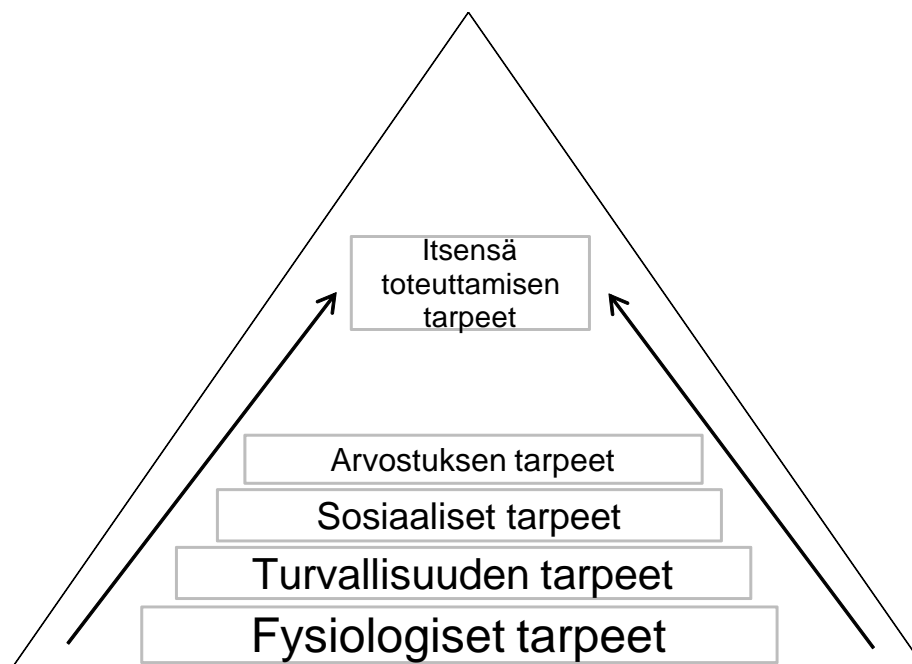 Itsensä
toteuttamisen
tarpeet
Arvostuksen tarpeet
Sosiaaliset tarpeet
Turvallisuuden tarpeet
Fysiologiset tarpeet